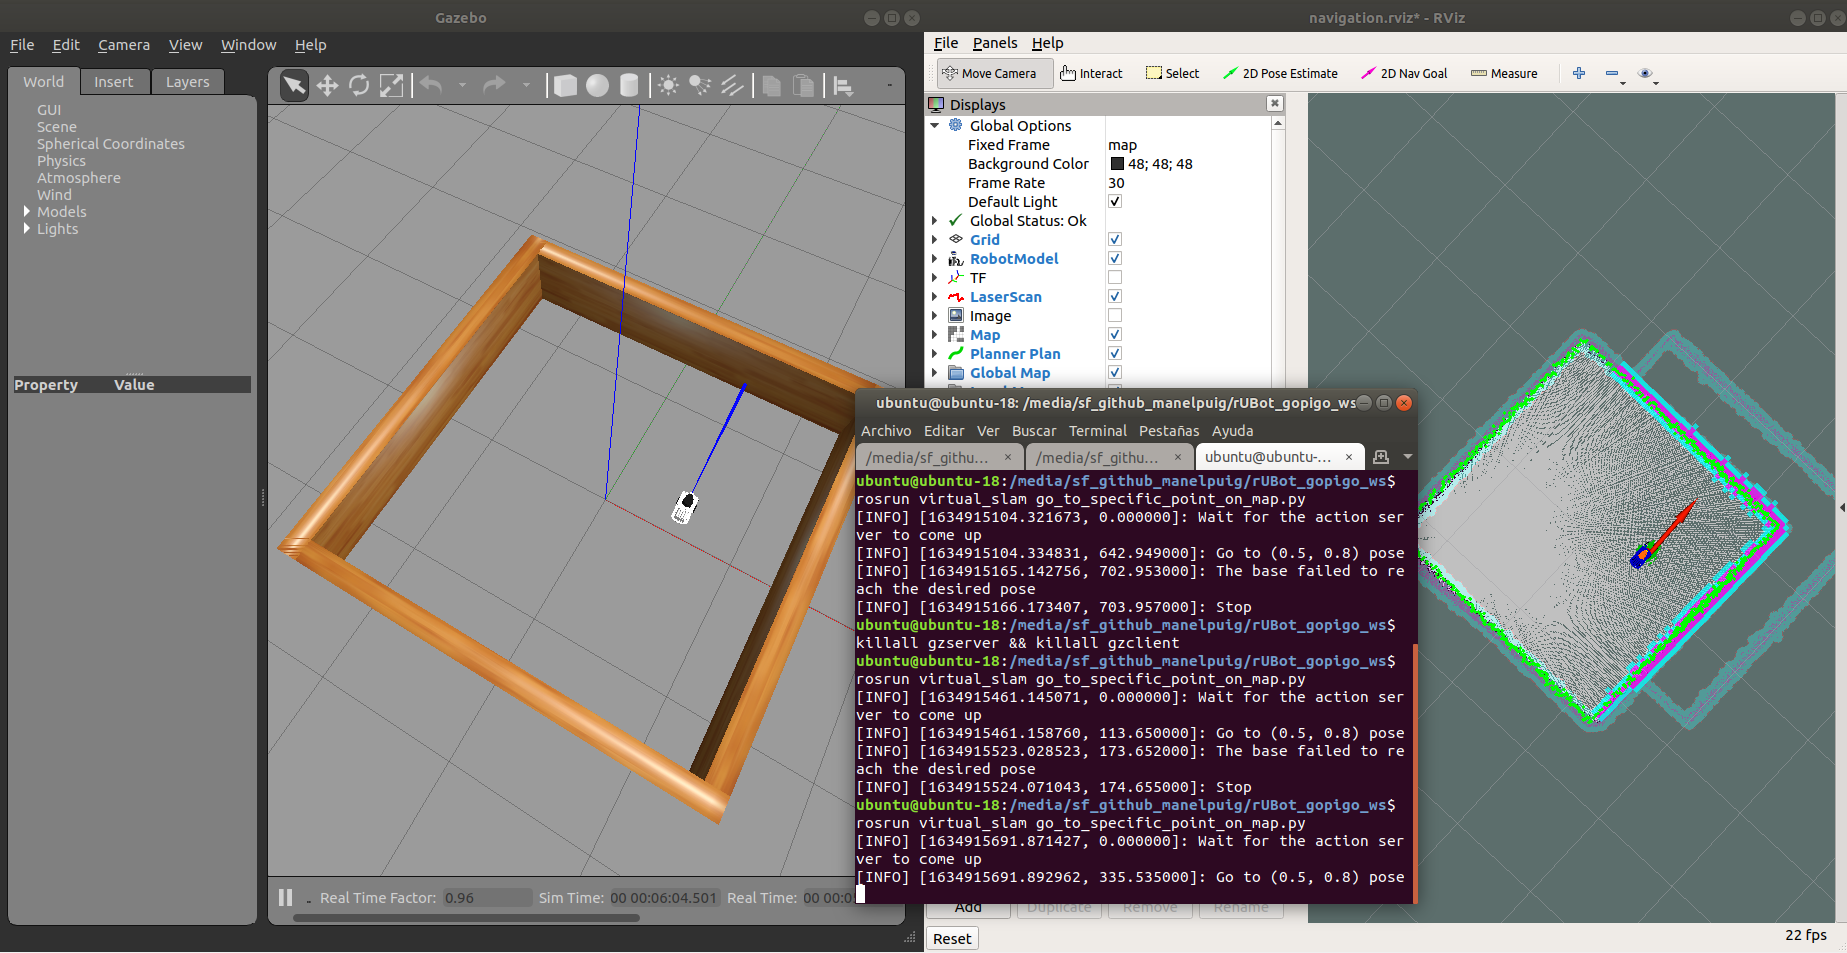 Gazebo
File Edit Camera View Window Help
World Insert Layers
GUI
Scene
Spherical Coordinates
Physics
Atmosphere
Wind
Models
Lights
Property Value
Real Time Factor: 0.96 Sim Time: 00 00:06:04.501 Real Time: 00 00:0
navigation.rviz* - RViz
File Panels Help
Move Camera Interact Select 2D Pose Estimate 2D Nav Goal Measure
Displays
Global Options
Fixed Frame map
Background Color 48; 48; 48
Frame Rate 30
Default Light
Global Status: Ok
Grid
RobotModel
TF
LaserScan
Image
Map
Planner Plan
Global Map
ubuntu@ubuntu-18: /media/sf_github_manelpuig/rUBot_gopigo_ws
Archivo Editar Ver Buscar Terminal Pestañas Ayuda
/media/sf_githu... × /media/sf_githu... × ubuntu@ubuntu-... ×
ubuntu@ubuntu-18:/media/sf_github_manelpuig/rUBot_gopigo_ws$
rosrun virtual_slam go_to_specific_point_on_map.py
[INFO] [1634915104.321673, 0.000000]: Wait for the action ser
ver to come up
[INFO] [1634915104.334831, 642.949000]: Go to (0.5, 0.8) pose
[INFO] [1634915165.142756, 702.953000]: The base failed to re
ach the desired pose
[INFO] [1634915166.173407, 703.957000]: Stop
ubuntu@ubuntu-18:/media/sf_github_manelpuig/rUBot_gopigo_ws$
killall gzserver && killall gzclient
ubuntu@ubuntu-18:/media/sf_github_manelpuig/rUBot_gopigo_ws$
rosrun virtual_slam go_to_specific_point_on_map.py
[INFO] [1634915461.145071, 0.000000]: Wait for the action ser
ver to come up
[INFO] [1634915461.158760, 113.650000]: Go to (0.5, 0.8) pose
[INFO] [1634915523.028523, 173.652000]: The base failed to re
ach the desired pose
[INFO] [1634915524.071043, 174.655000]: Stop
ubuntu@ubuntu-18:/media/sf_github_manelpuig/rUBot_gopigo_ws$
rosrun virtual_slam go_to_specific_point_on_map.py
[INFO] [1634915691.871427, 0.000000]: Wait for the action ser
ver to come up
[INFO] [1634915691.892962, 335.535000]: Go to (0.5, 0.8) pose
Add Duplicate Remove Rename
Reset
22 fps